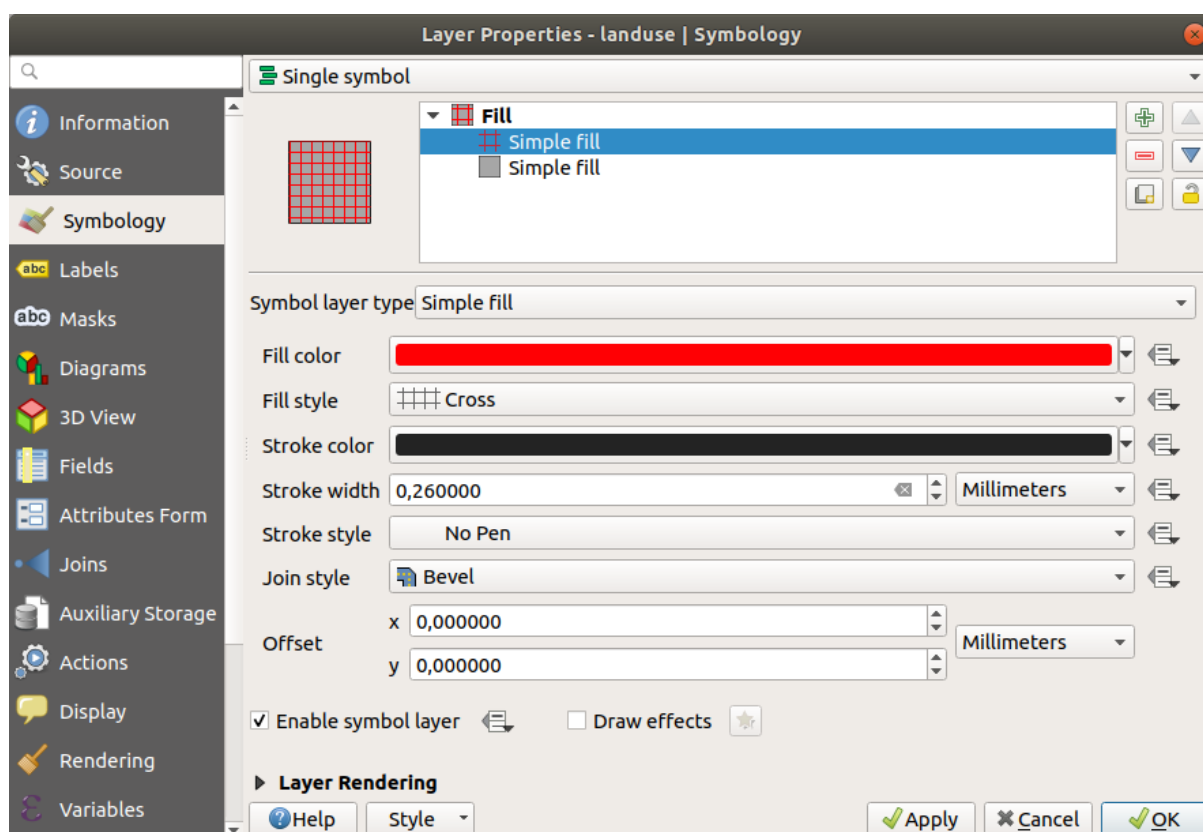 Layer Properties - landuse | Symbology
Information
Source
Symbology
abc Labels
abc Masks
Diagrams
3D View
Fields
Attributes Form
Joins
Auxiliary Storage
Actions
Display
Rendering
Variables
Single symbol
Fill
Simple fill
Simple fill
Symbol layer type Simple fill
Fill color
Fill style Cross
Stroke color
Stroke width 0,260000 Millimeters
Stroke style No Pen
Join style Bevel
Offset x 0,000000 Millimeters
y 0,000000
Enable symbol layer Draw effects
Layer Rendering
Help Style Apply Cancel OK